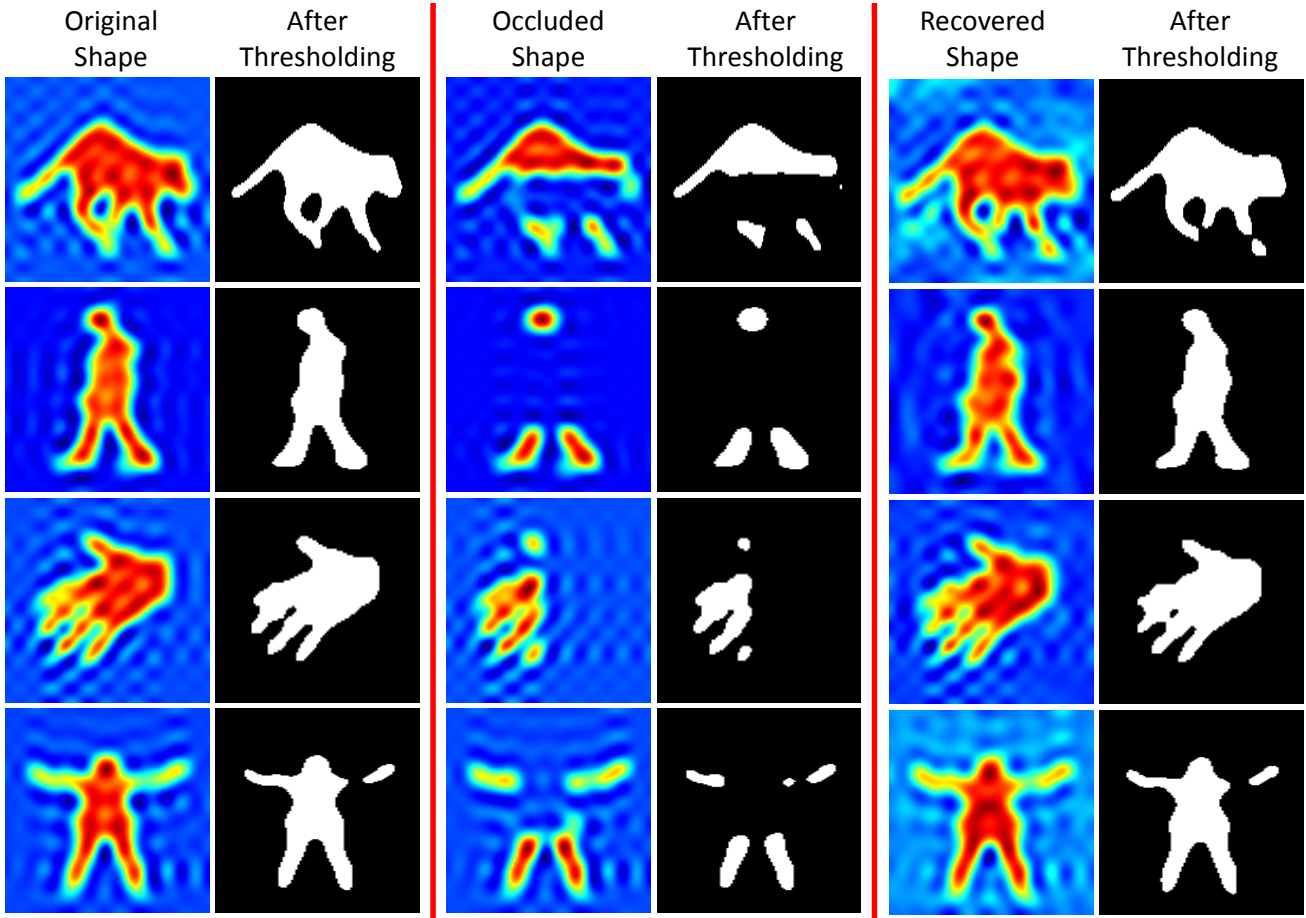 Original
Shape
After
Thresholding
Occluded
Shape
After
Thresholding
Recovered
Shape
After
Thresholding